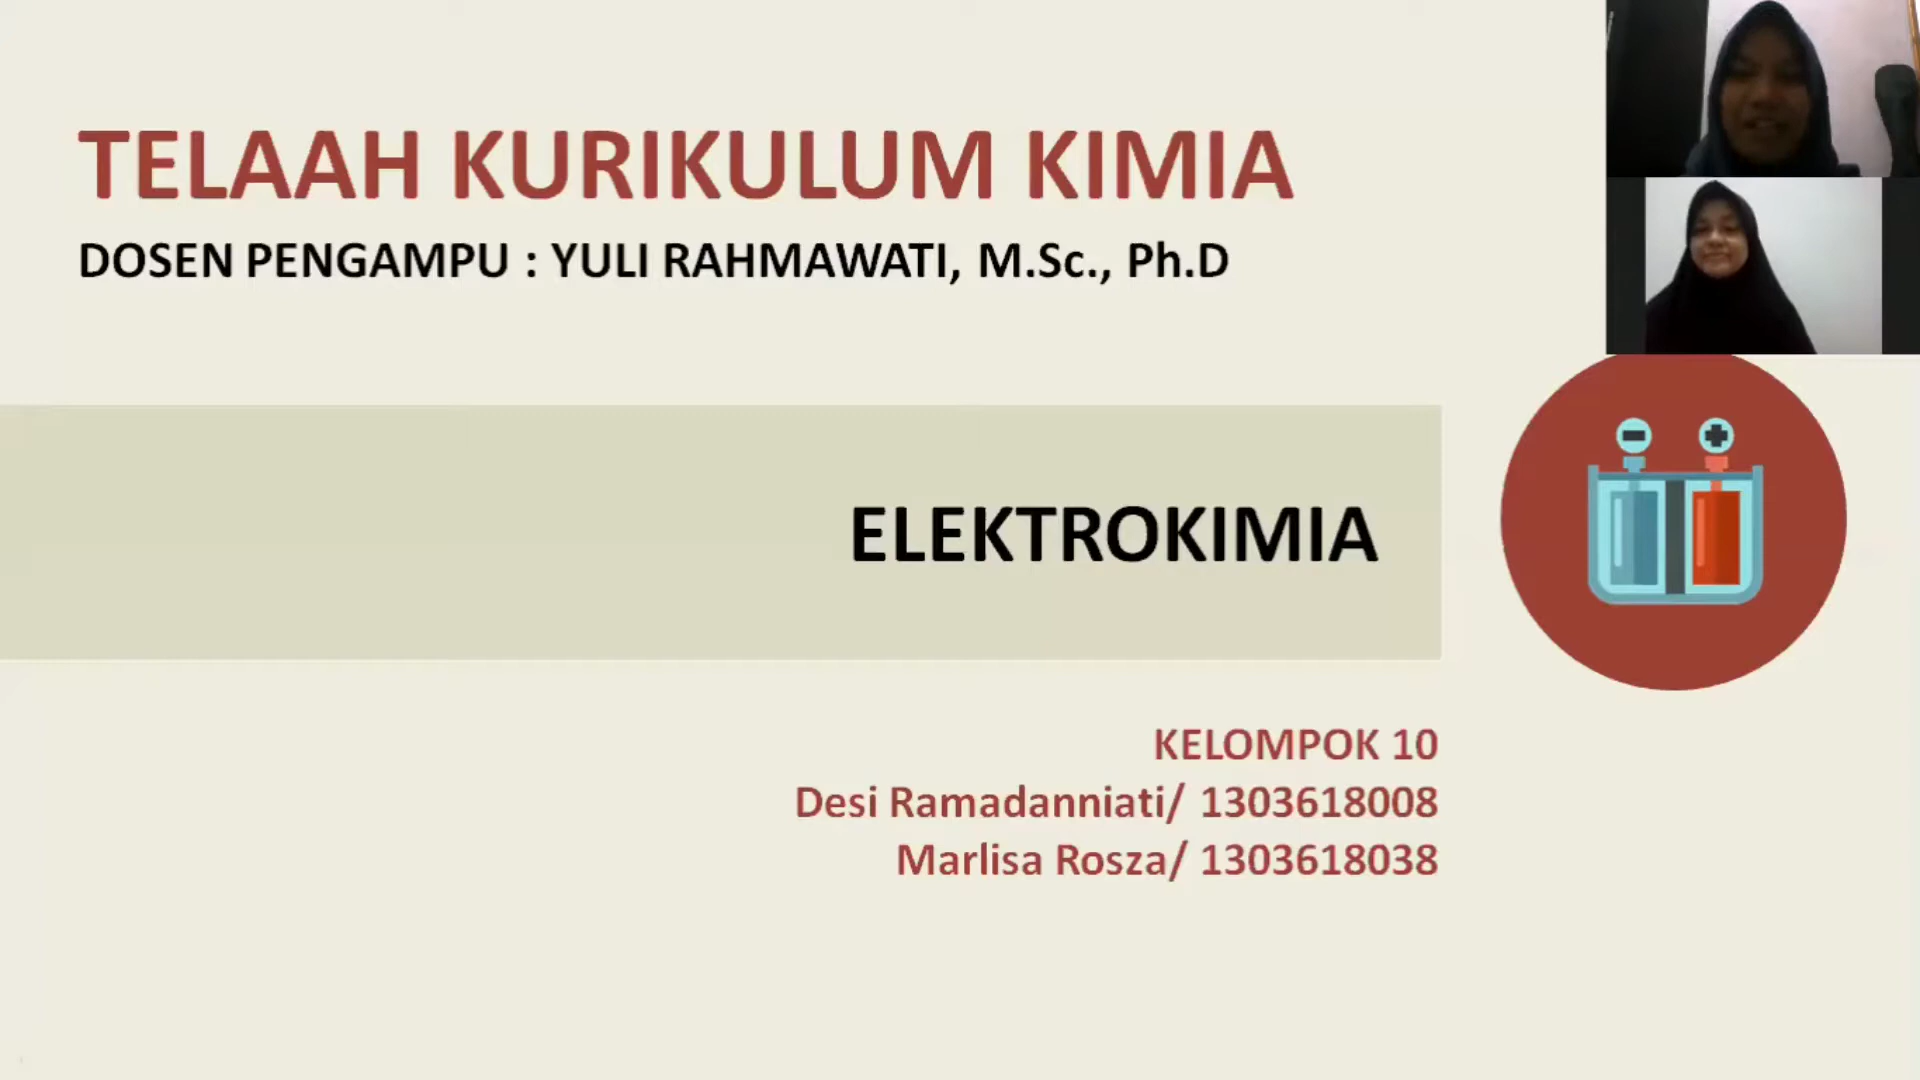 TELAAH KURIKULUM KIMIA
DOSEN PENGAMPU : YULI RAHMAWATI, M.Sc., Ph.D
ELEKTROKIMIA
KELOMPOK 10
Desi Ramadanniati/ 1303618008
Marlisa Rosza/ 1303618038